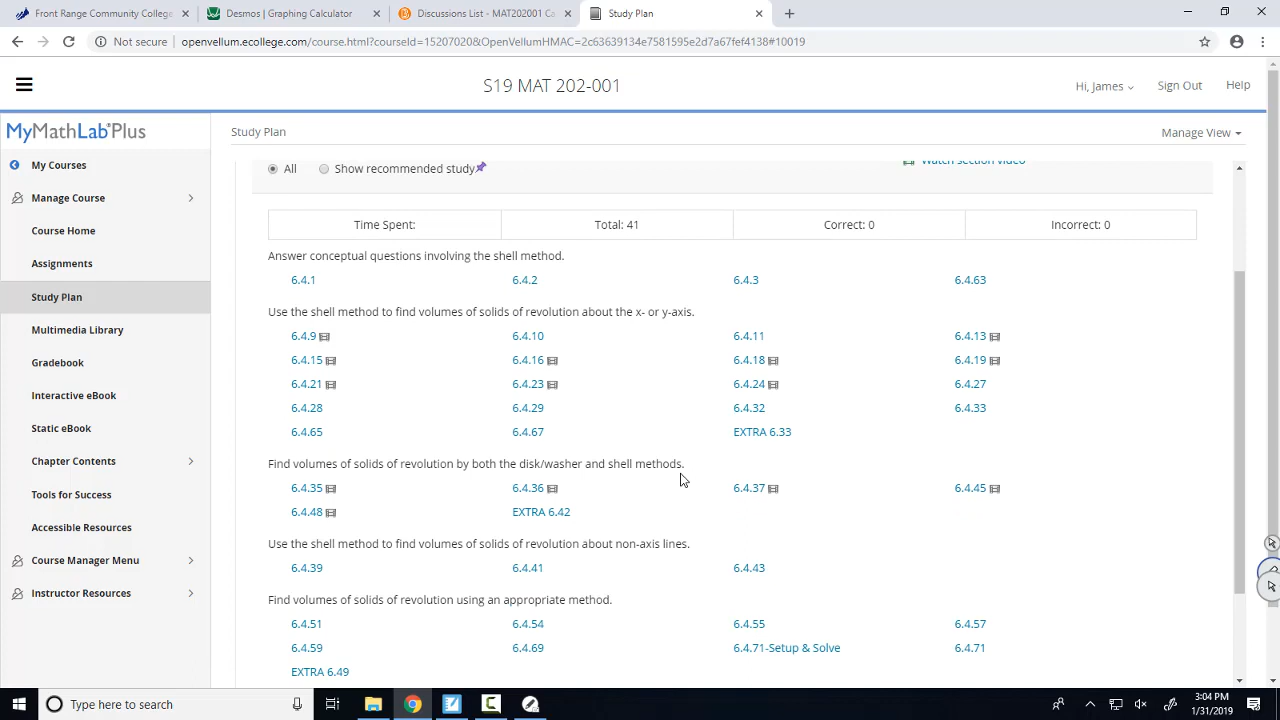 Front Range Community College
Desmos | Graphing Calculator
Discussions List - MAT202001 Ca
Study Plan
Not secure | openvellum.ecollege.com/course.html?courseId=15207020&OpenVellumHMAC=2c63639134e7581595e2d7a67fef4138#10019
S19 MAT 202-001
Hi, James
Sign Out
Help
MyMathLab®Plus
Study Plan
Manage View
My Courses
Manage Course
Course Home
Assignments
Study Plan
Multimedia Library
Gradebook
Interactive eBook
Static eBook
Chapter Contents
Tools for Success
Accessible Resources
Course Manager Menu
Instructor Resources
All
Show recommended study
Watch section video
Time Spent: Total: 41 Correct: 0 Incorrect: 0
Answer conceptual questions involving the shell method.
6.4.1 6.4.2 6.4.3 6.4.63
Use the shell method to find volumes of solids of revolution about the x- or y-axis.
6.4.9 6.4.10 6.4.11 6.4.13
6.4.15 6.4.16 6.4.18 6.4.19
6.4.21 6.4.23 6.4.24 6.4.27
6.4.28 6.4.29 6.4.32 6.4.33
6.4.65 6.4.67 EXTRA 6.33
Find volumes of solids of revolution by both the disk/washer and shell methods.
6.4.35 6.4.36 6.4.37 6.4.45
6.4.48 EXTRA 6.42
Use the shell method to find volumes of solids of revolution about non-axis lines.
6.4.39 6.4.41 6.4.43
Find volumes of solids of revolution using an appropriate method.
6.4.51 6.4.54 6.4.55 6.4.57
6.4.59 6.4.69 6.4.71-Setup & Solve 6.4.71
EXTRA 6.49
Type here to search
3:04 PM
1/31/2019